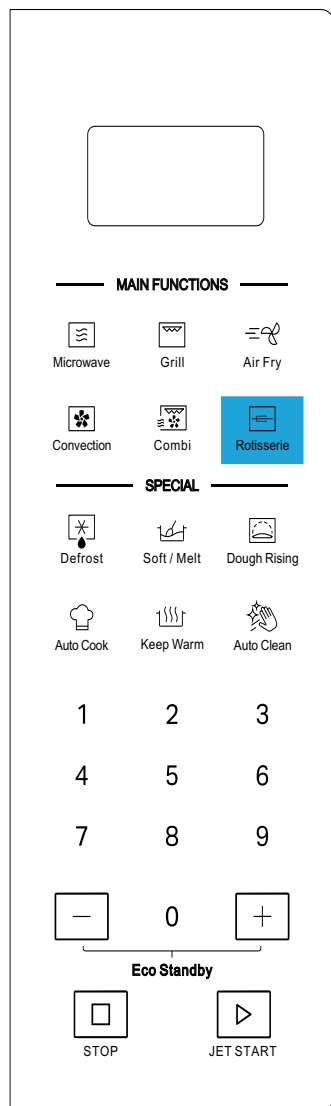 MAIN FUNCTIONS
Microwave Grill Air Fry
Convection Combi Rotisserie
SPECIAL
Defrost Soft / Melt Dough Rising
Auto Cook Keep Warm Auto Clean
1 2 3
4 5 6
7 8 9
− 0 +
Eco Standby
STOP JET START